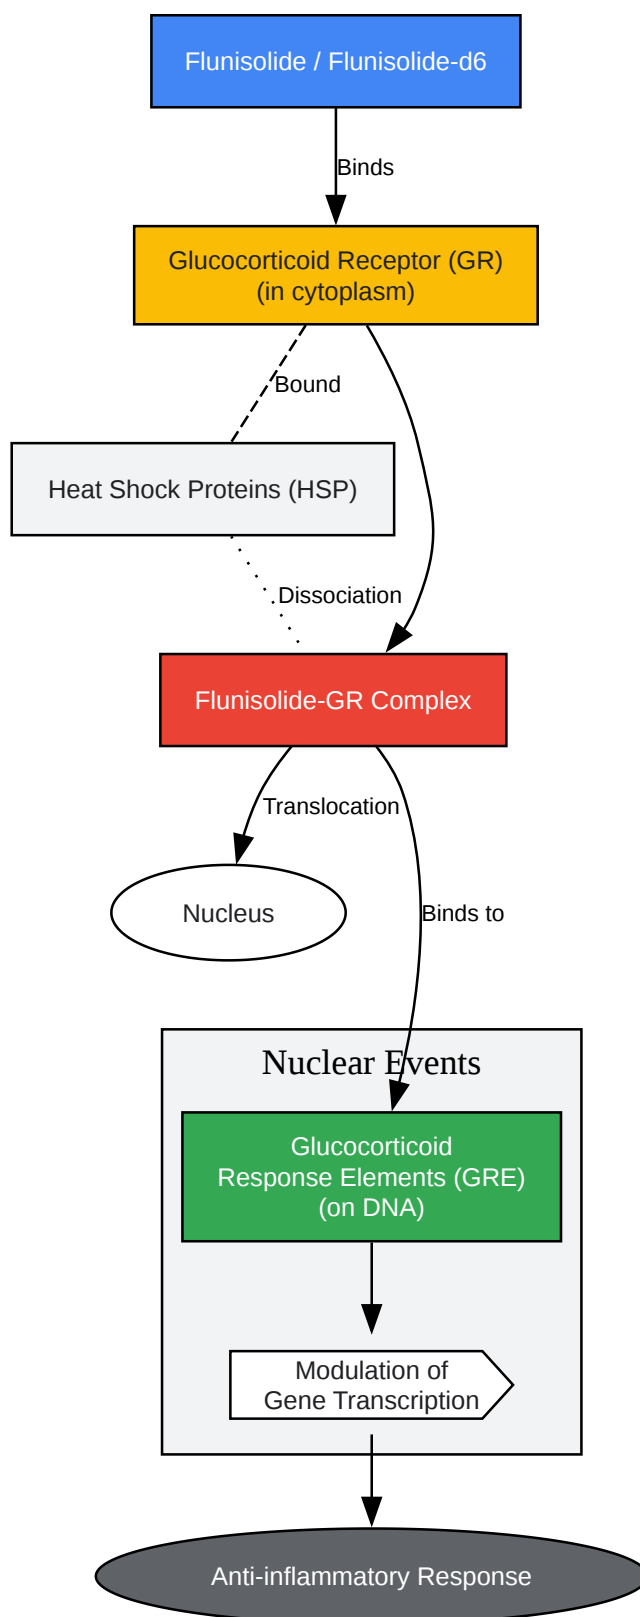 Flunisolide / Flunisolide-d6
Binds
Glucocorticoid Receptor (GR)
(in cytoplasm)
Bound
Heat Shock Proteins (HSP)
Dissociation
Flunisolide-GR Complex
Translocation
Nucleus
Binds to
Nuclear Events
Glucocorticoid
Response Elements (GRE)
(on DNA)
Modulation of
Gene Transcription
Anti-inflammatory Response